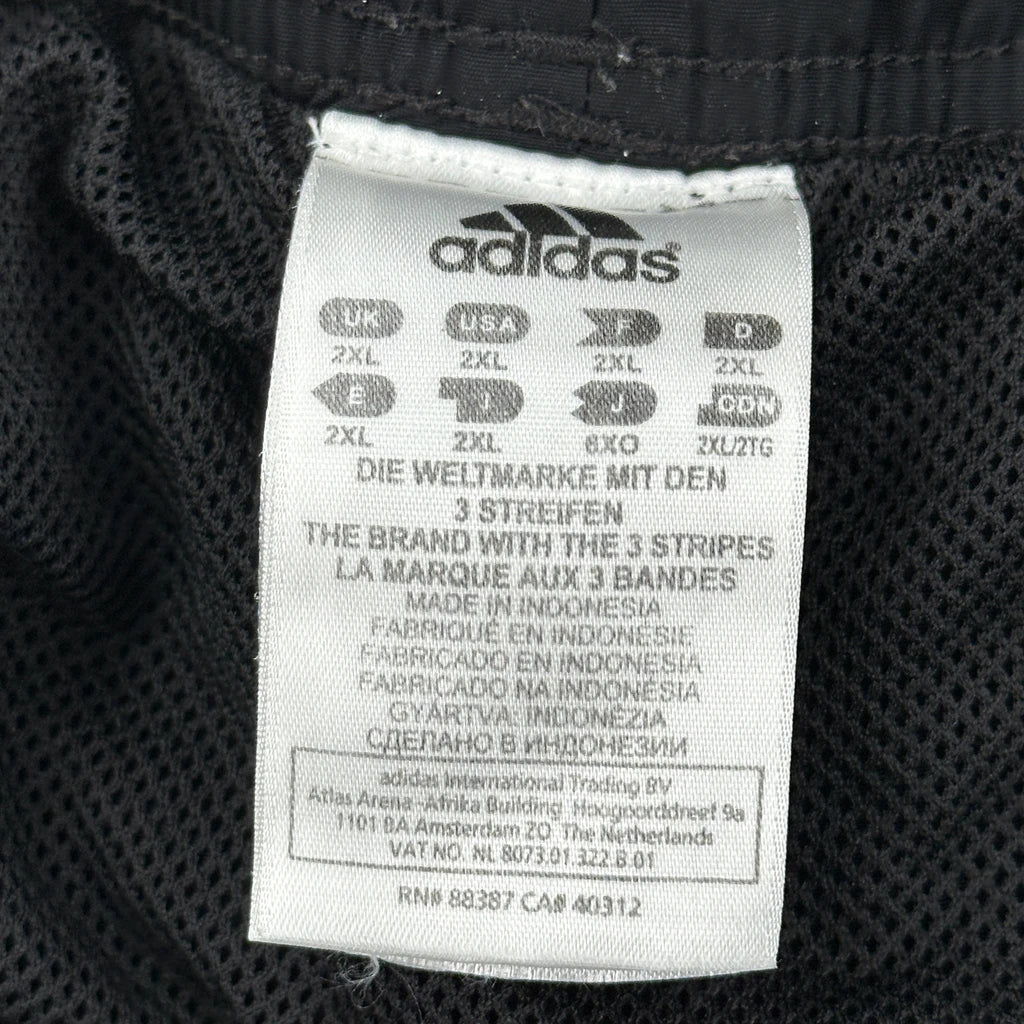 adidas®
UK USA F D
2XL 2XL 2XL 2XL
E I J CDN
2XL 2XL 6XO 2XL/2TG
DIE WELTMARKE MIT DEN
3 STREIFEN
THE BRAND WITH THE 3 STRIPES
LA MARQUE AUX 3 BANDES
MADE IN INDONESIA
FABRIQUÉ EN INDONESIE
FABRICADO EN INDONESIA
FABRICADO NA INDONÉSIA
GYÁRTVA: INDONÉZIA
СДЕЛАНО В ИНДОНЕЗИИ
adidas International Trading BV
Atlas Arena -Afrika Building Hoogoorddreef 9a
1101 BA Amsterdam ZO The Netherlands
VAT NO. NL 8073.01.322.B.01
RN# 88387 CA# 40312